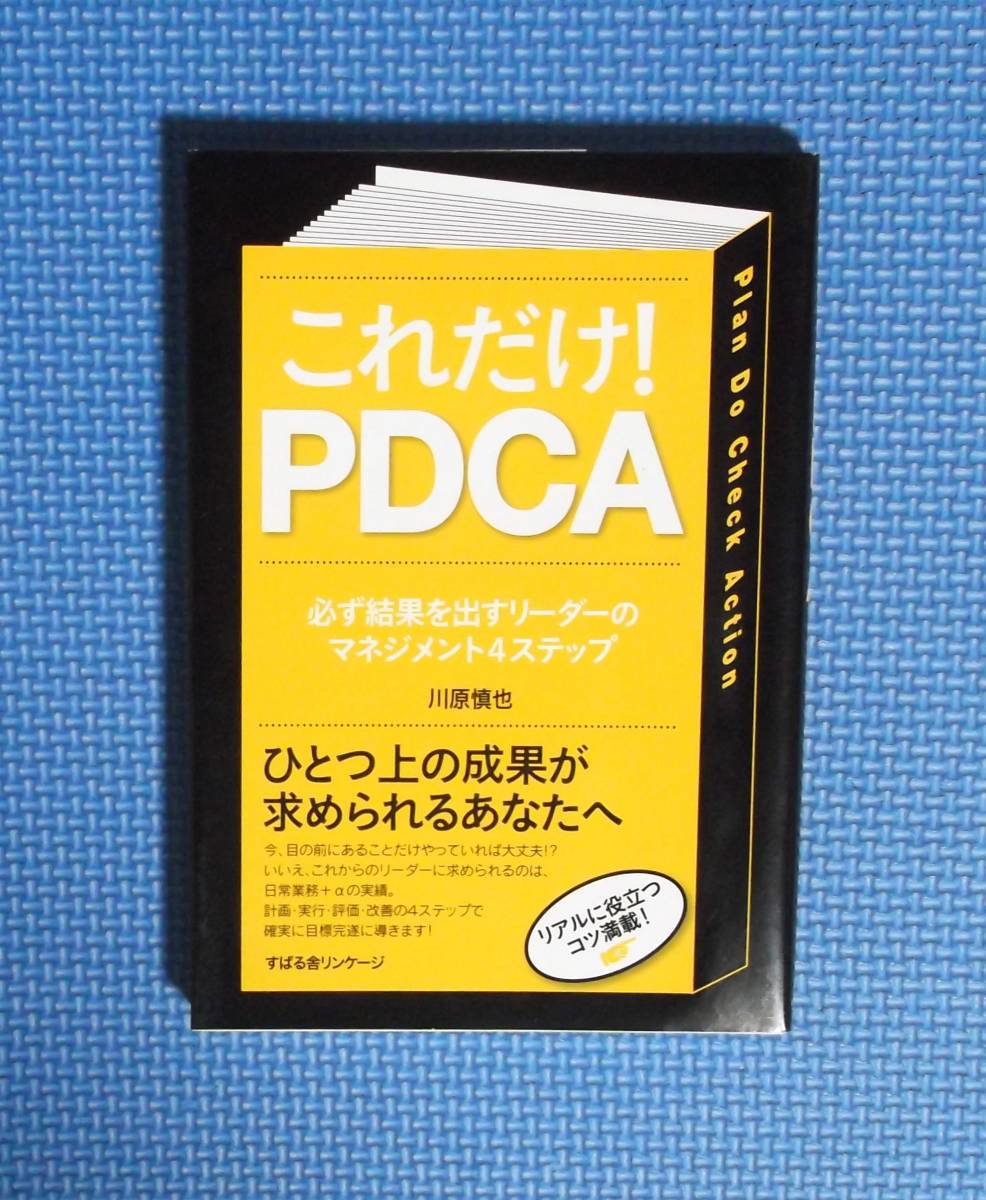 これだけ!
PDCA
必ず結果を出すリーダーの
マネジメント4ステップ
川原慎也
ひとつ上の成果が
求められるあなたへ
今、目の前にあることだけやっていれば大丈夫!?
いいえ、これからのリーダーに求められるのは、
日常業務+αの実績。
計画・実行・評価・改善の4ステップで
確実に目標完遂に導きます!
すばる舎リンケージ
リアルに役立つ
コツ満載!
Plan Do Check Action